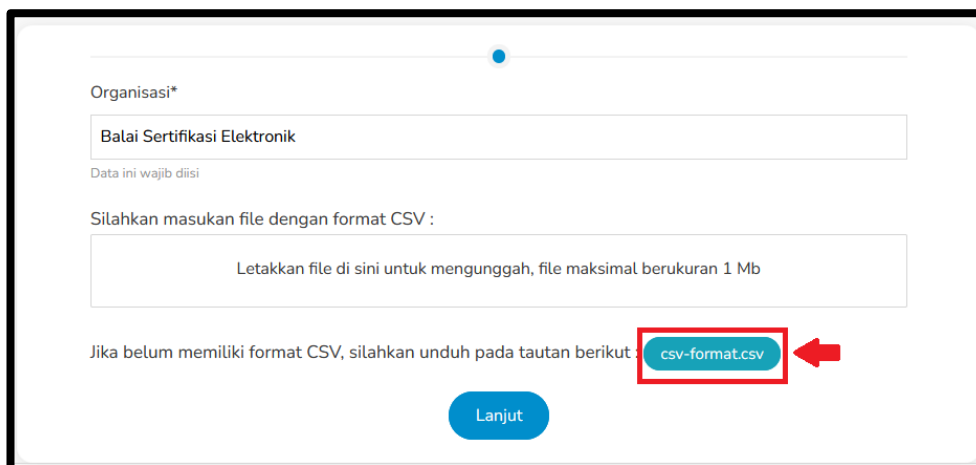 Organisasi*
Balai Sertifikasi Elektronik
Data ini wajib diisi
Silahkan masukan file dengan format CSV :
Letakkan file di sini untuk mengunggah, file maksimal berukuran 1 Mb
Jika belum memiliki format CSV, silahkan unduh pada tautan berikut : csv-format.csv
Lanjut